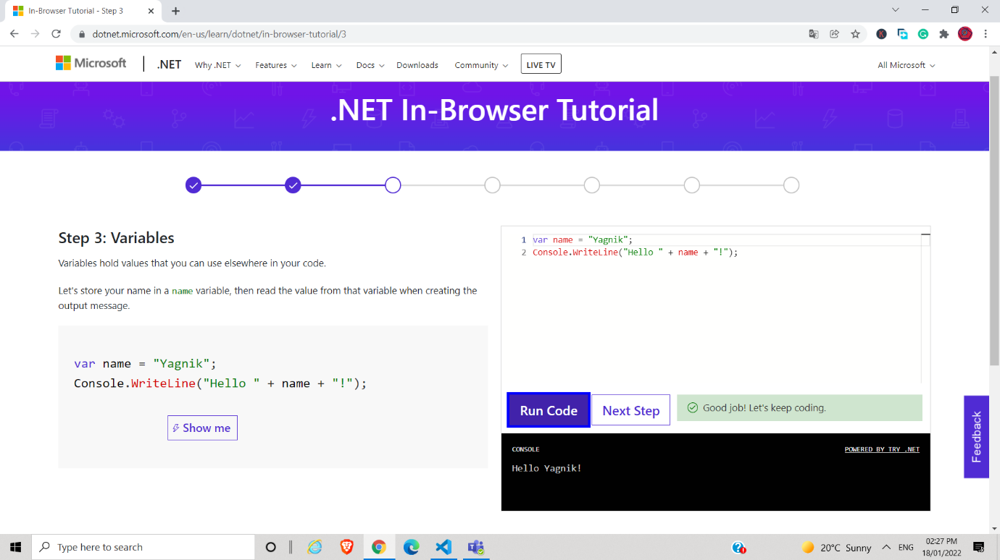 In-Browser Tutorial - Step 3
dotnet.microsoft.com/en-us/learn/dotnet/in-browser-tutorial/3
Microsoft
.NET
Why .NET
Features
Learn
Docs
Downloads
Community
LIVE TV
All Microsoft
.NET In-Browser Tutorial
Step 3: Variables
Variables hold values that you can use elsewhere in your code.
Let's store your name in a name variable, then read the value from that variable when creating the
output message.
var name = "Yagnik";
Console.WriteLine("Hello " + name + "!");
Show me
1 var name = "Yagnik";
2 Console.WriteLine("Hello " + name + "!");
Run Code
Next Step
Good job! Let's keep coding.
CONSOLE
POWERED BY TRY .NET
Hello Yagnik!
Feedback
Type here to search
20°C Sunny
ENG
02:27 PM
18/01/2022